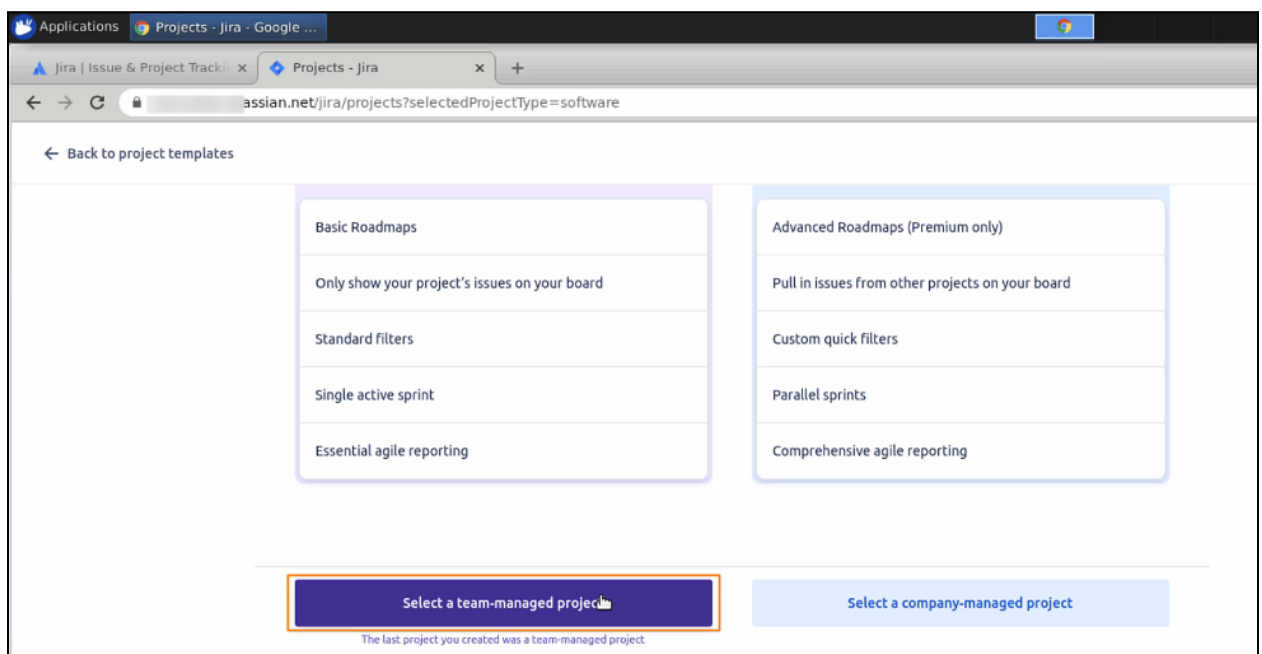 Applications Projects - Jira - Google ...
Jira | Issue & Project Tracki Projects - Jira
assian.net/jira/projects?selectedProjectType=software
Back to project templates
Basic Roadmaps
Only show your project's issues on your board
Standard filters
Single active sprint
Essential agile reporting
Advanced Roadmaps (Premium only)
Pull in issues from other projects on your board
Custom quick filters
Parallel sprints
Comprehensive agile reporting
Select a team-managed project
The last project you created was a team-managed project
Select a company-managed project